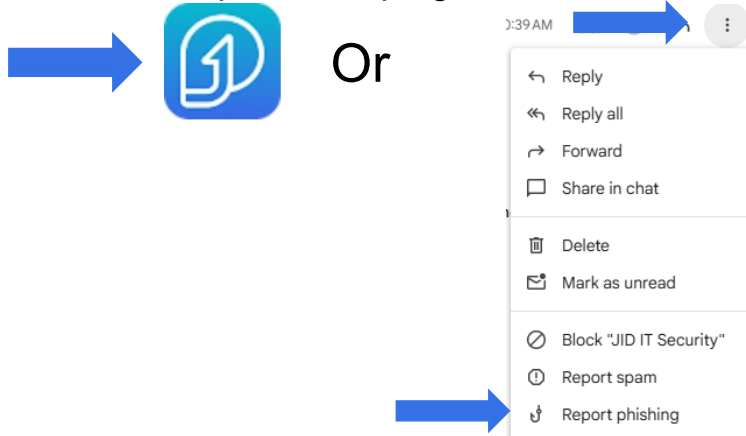 Or
0:39 AM
Reply
Reply all
Forward
Share in chat
Delete
Mark as unread
Block "JID IT Security"
Report spam
Report phishing